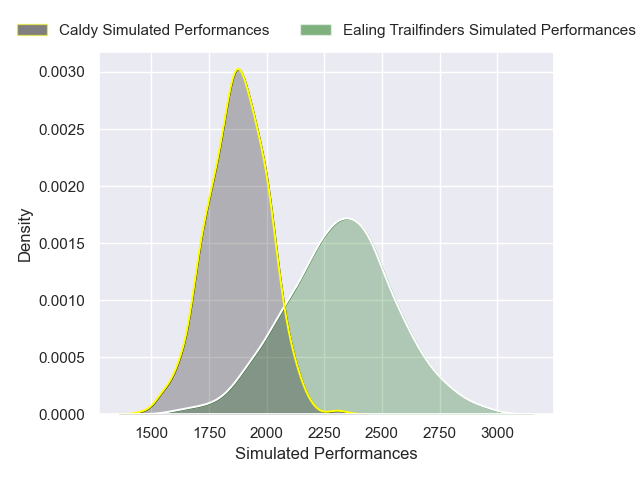 Caldy Simulated Performances
Ealing Trailfinders Simulated Performances
0.0030
0.0025
0.0020
0.0015
0.0010
0.0005
0.0000
Density
1500 1750 2000 2250 2500 2750 3000
Simulated Performances